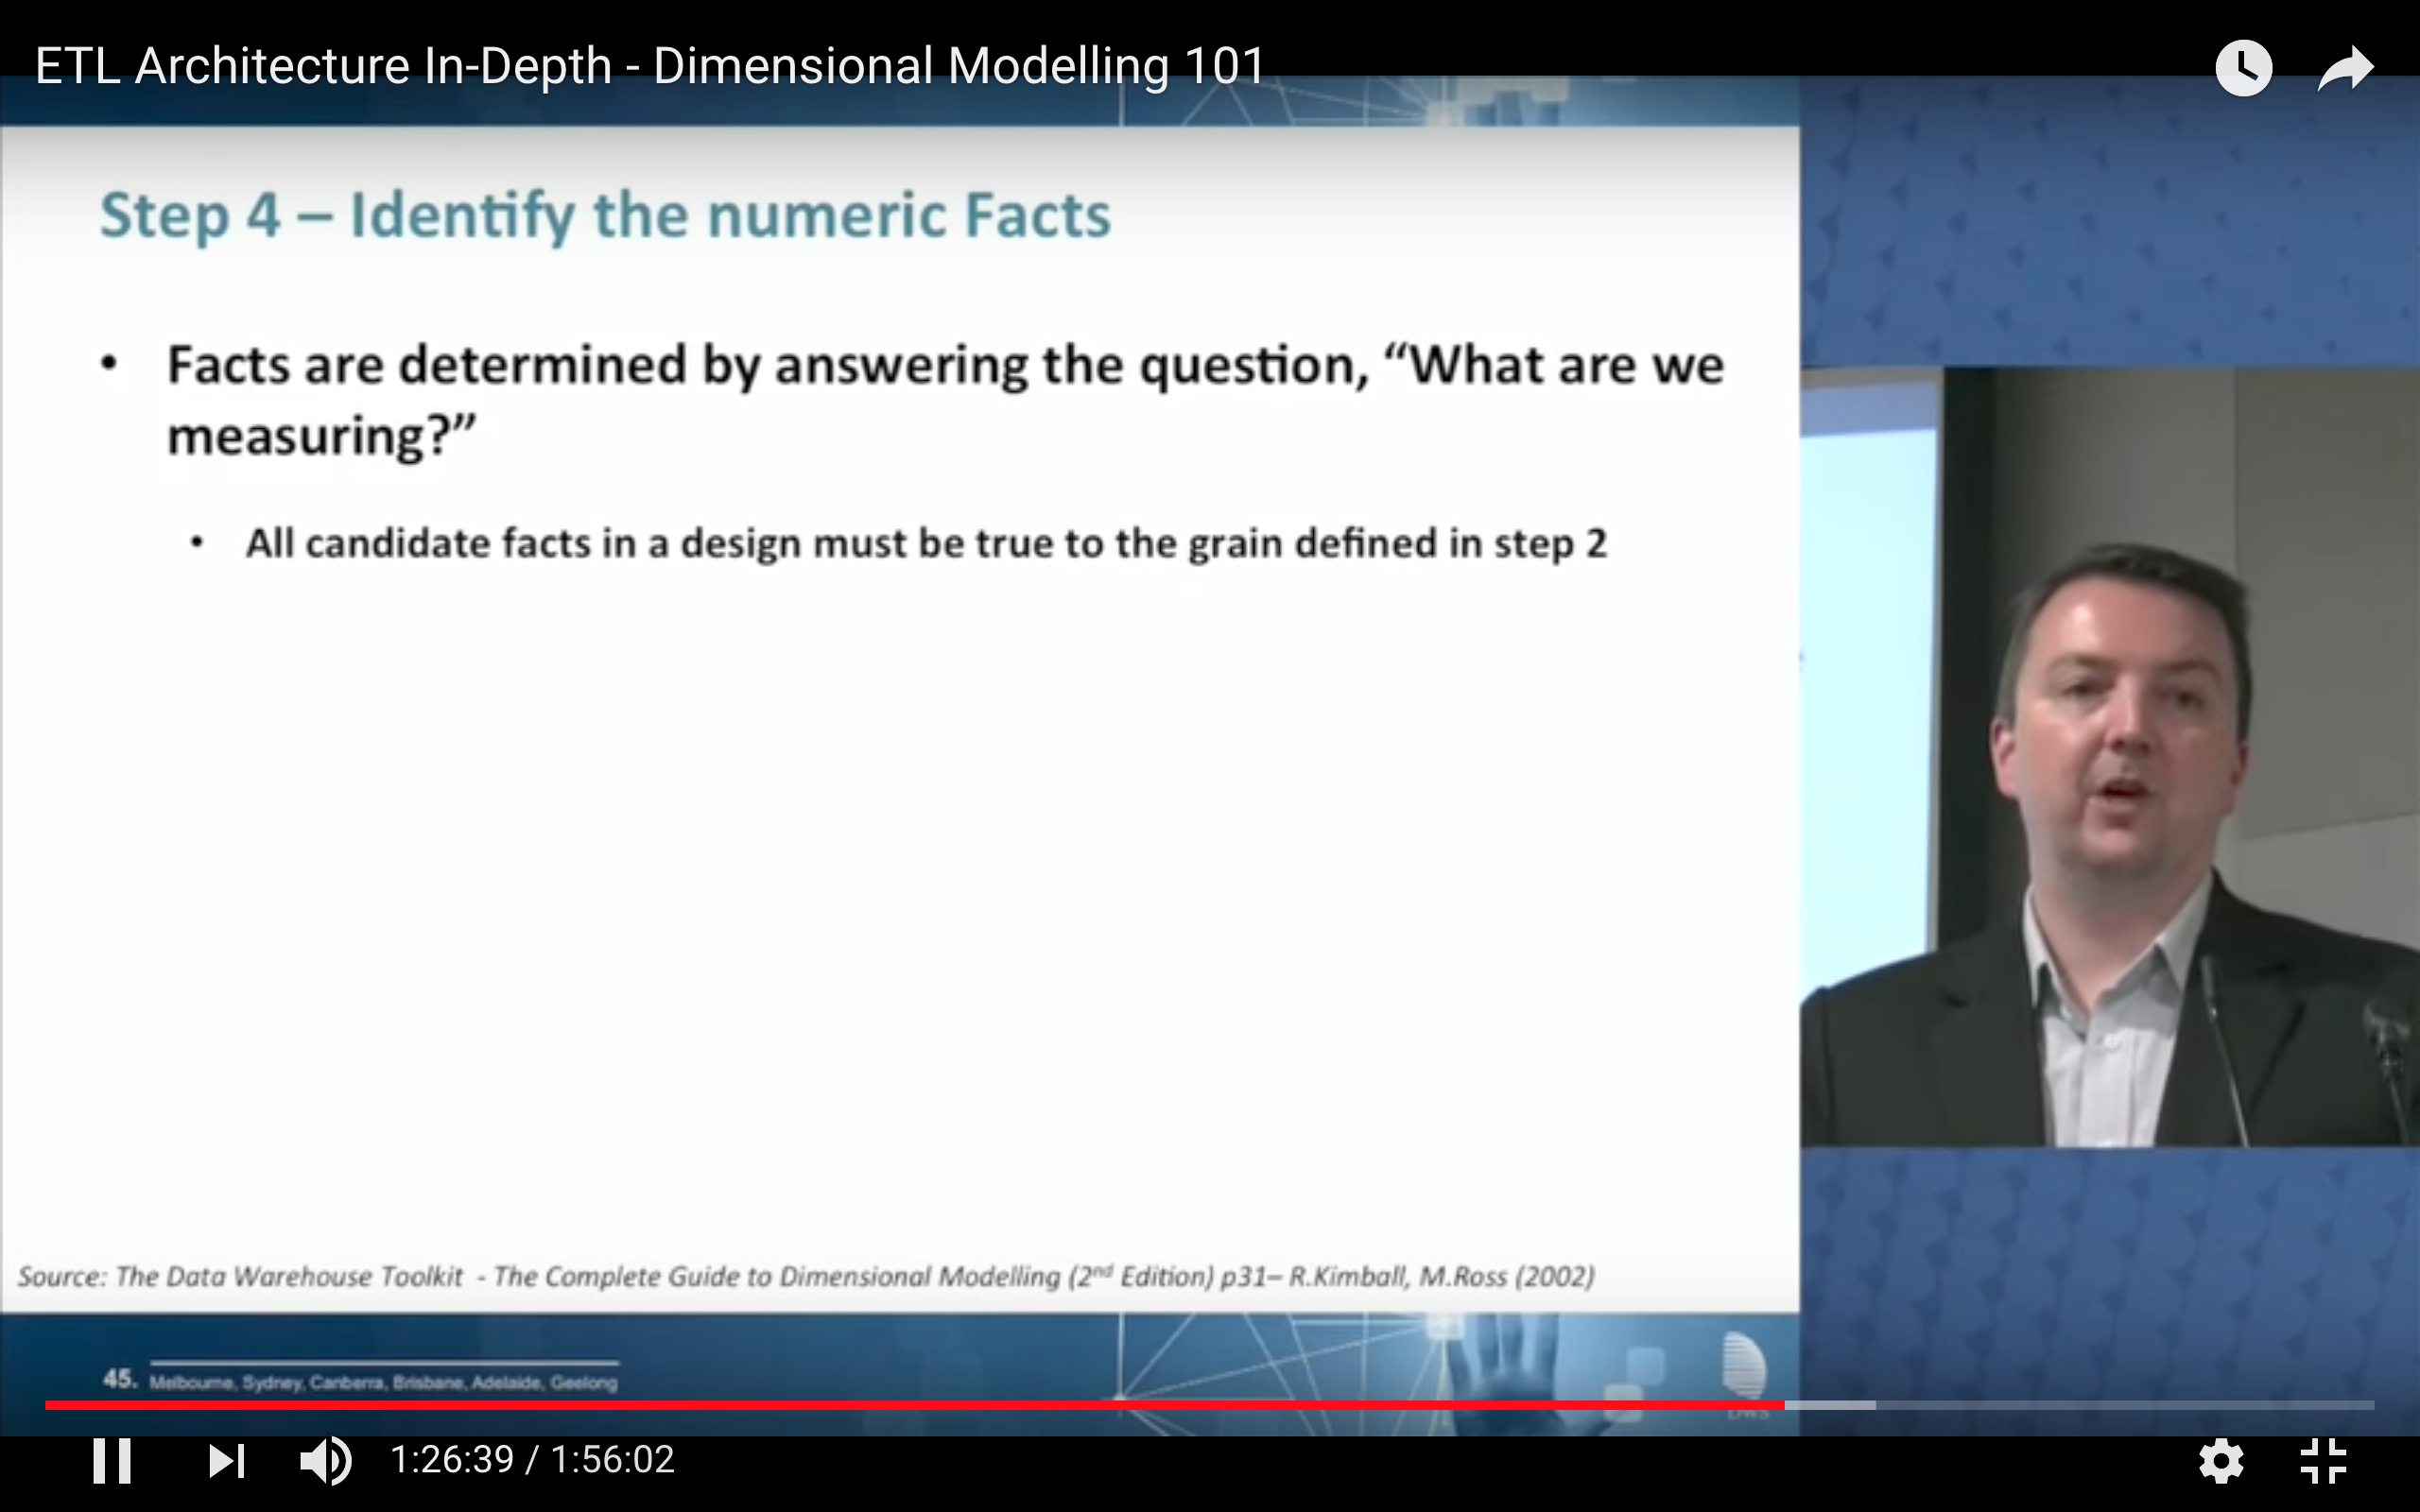 ETL Architecture In-Depth - Dimensional Modelling 101
Step 4 – Identify the numeric Facts
• Facts are determined by answering the question, “What are we
measuring?”
• All candidate facts in a design must be true to the grain defined in step 2
Source: The Data Warehouse Toolkit - The Complete Guide to Dimensional Modelling (2nd Edition) p31– R.Kimball, M.Ross (2002)
45. Melbourne, Sydney, Canberra, Brisbane, Adelaide, Geelong
DWS
1:26:39 / 1:56:02